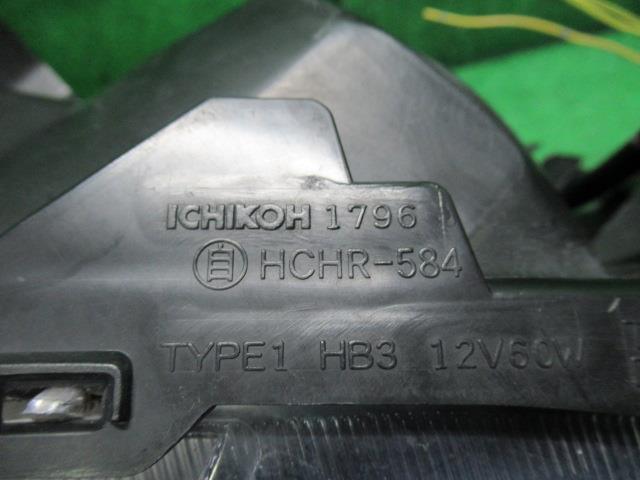 ICHIKOH 1796
自 HCHR-584
TYPE1 HB3 12V60W